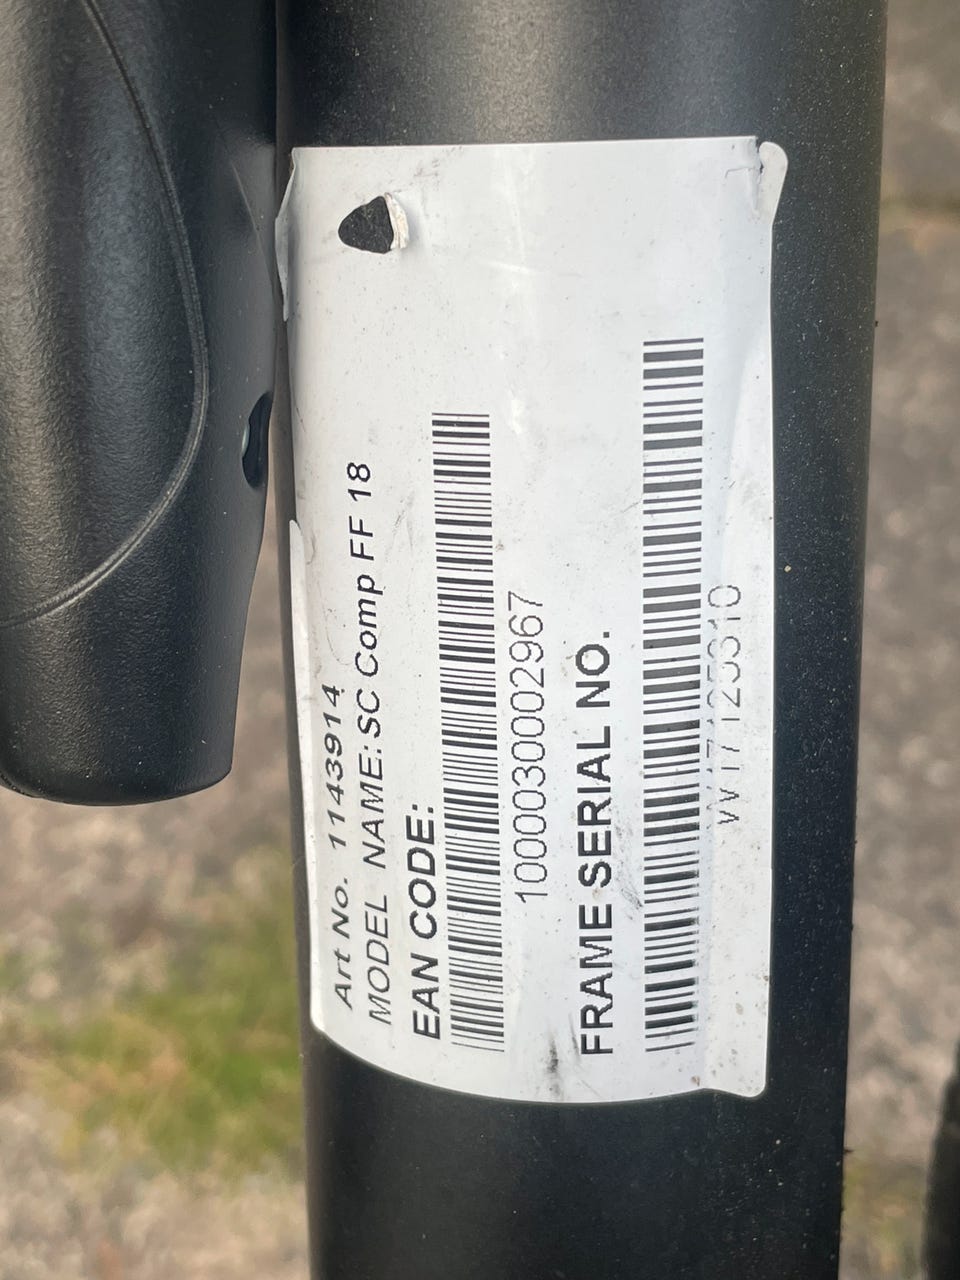 Art No. 1143914
MODEL NAME: SC Comp FF 18
EAN CODE:
1000030002967
FRAME SERIAL NO.